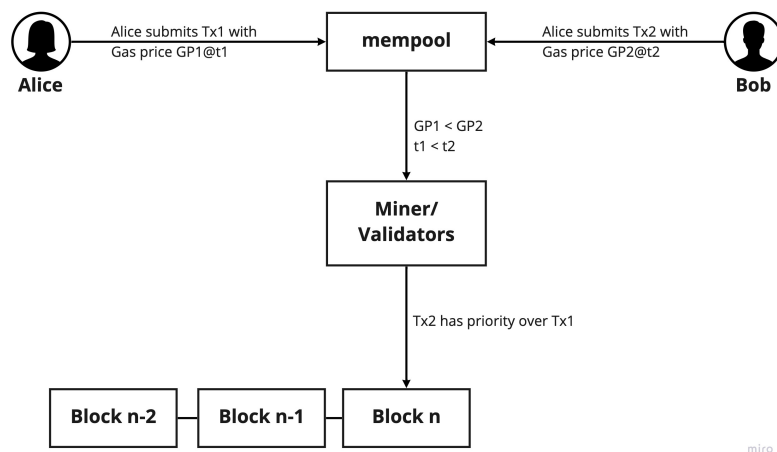 Alice submits Tx1 with
Gas price GP1@t1
Alice
mempool
Alice submits Tx2 with
Gas price GP2@t2
Bob
GP1 < GP2
t1 < t2
Miner/
Validators
Tx2 has priority over Tx1
Block n-2
Block n-1
Block n
miro